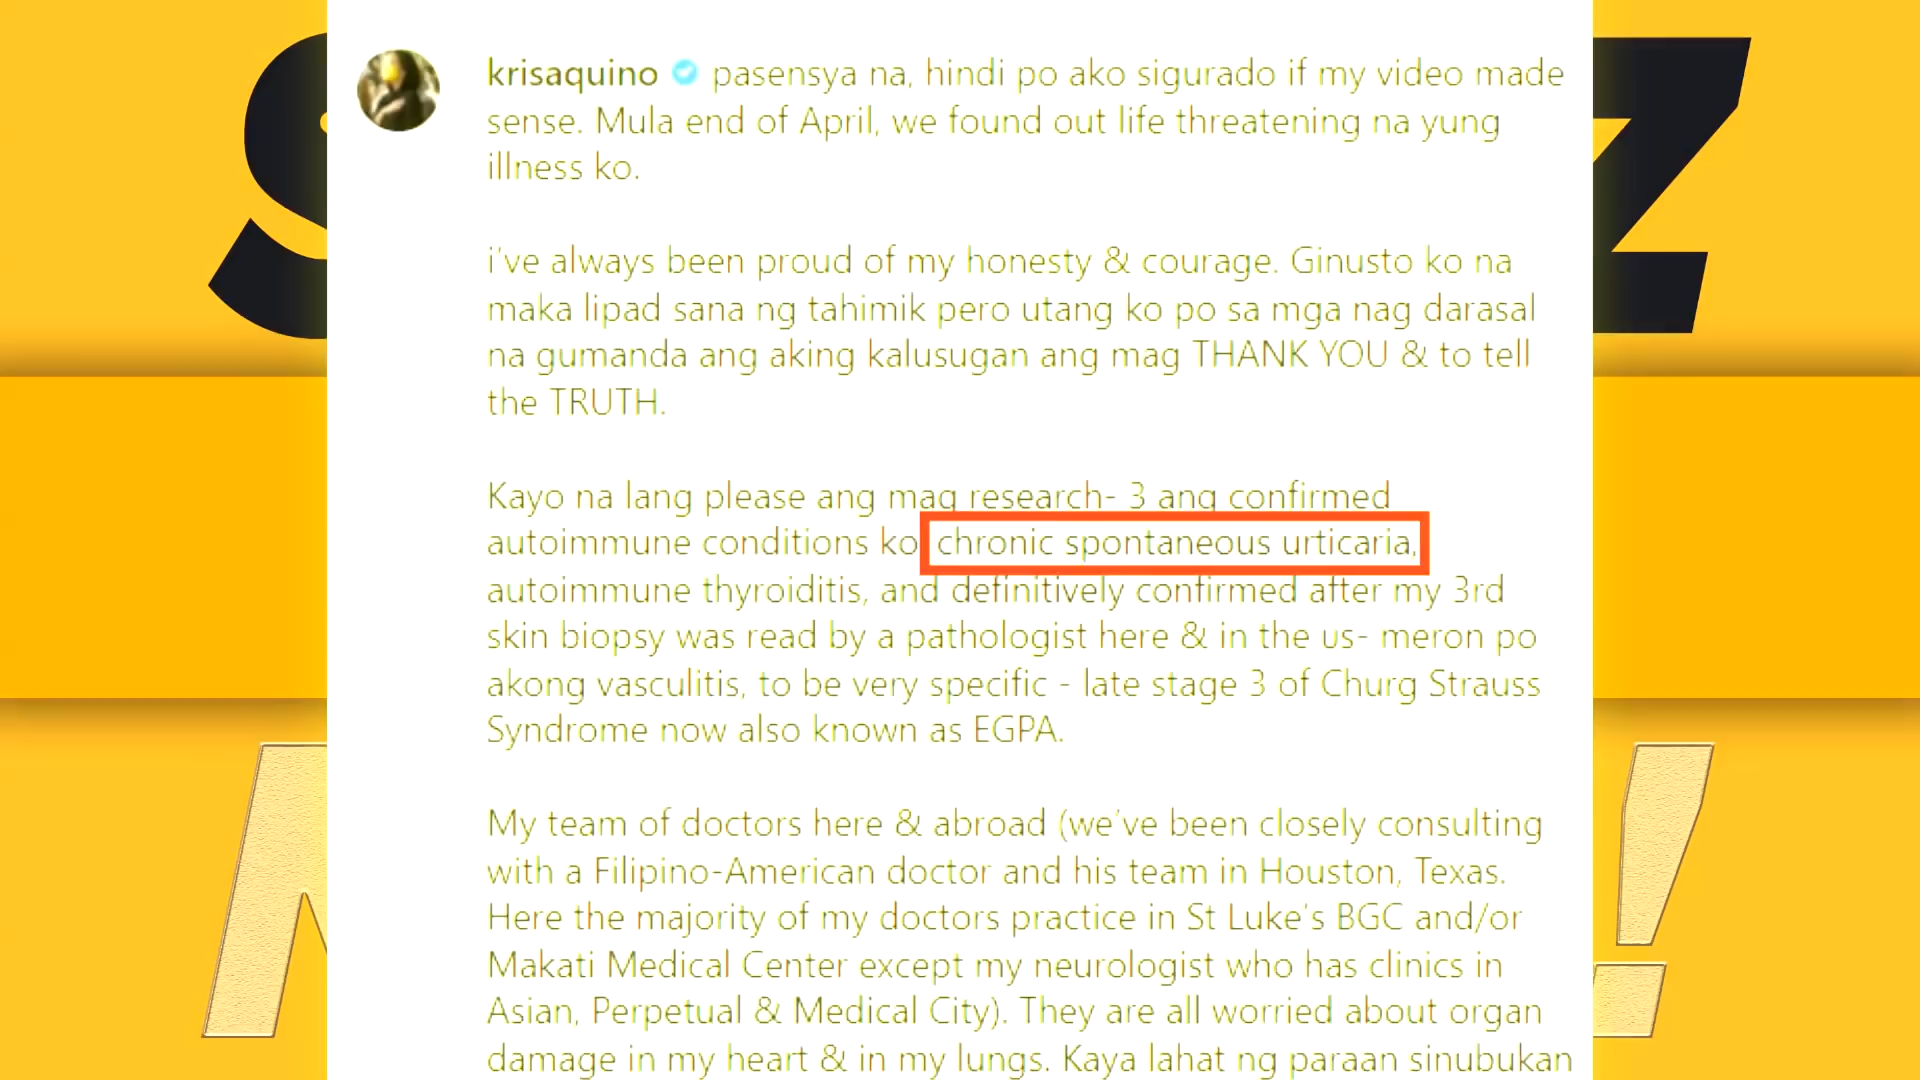 krisaquino pasensya na, hindi po ako sigurado if my video made
sense. Mula end of April, we found out life threatening na yung
illness ko.
i've always been proud of my honesty & courage. Ginusto ko na
maka lipad sana ng tahimik pero utang ko po sa mga nag darasal
na gumanda ang aking kalusugan ang mag THANK YOU & to tell
the TRUTH.
Kayo na lang please ang mag research- 3 ang confirmed
autoimmune conditions ko chronic spontaneous urticaria,
autoimmune thyroiditis, and definitively confirmed after my 3rd
skin biopsy was read by a pathologist here & in the us- meron po
akong vasculitis, to be very specific - late stage 3 of Churg Strauss
Syndrome now also known as EGPA.
My team of doctors here & abroad (we've been closely consulting
with a Filipino-American doctor and his team in Houston, Texas.
Here the majority of my doctors practice in St Luke's BGC and/or
Makati Medical Center except my neurologist who has clinics in
Asian, Perpetual & Medical City). They are all worried about organ
damage in my heart & in my lungs. Kaya lahat ng paraan sinubukan